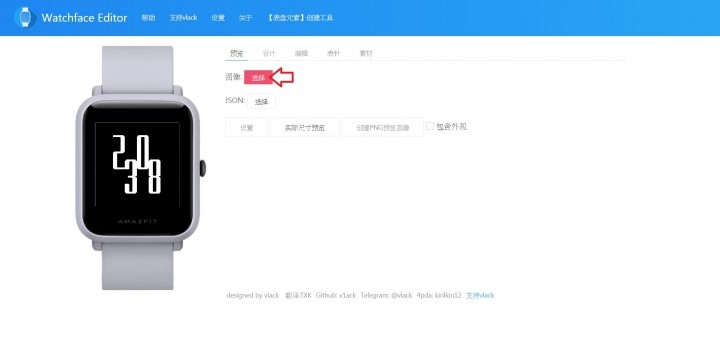 Watchface Editor 帮助 支持vlack 设置 关于 【表盘元素】创建工具
预览 设计 编辑 表针 素材
图像: 选择
JSON: 选择
设置 实际尺寸预览 创建PNG预览图像 包含外观
20
38
AMAZFIT
designed by vlack 翻译:TXK Github: v1ack Telegram: @vlack 4pda: kirilkin12 支持vlack